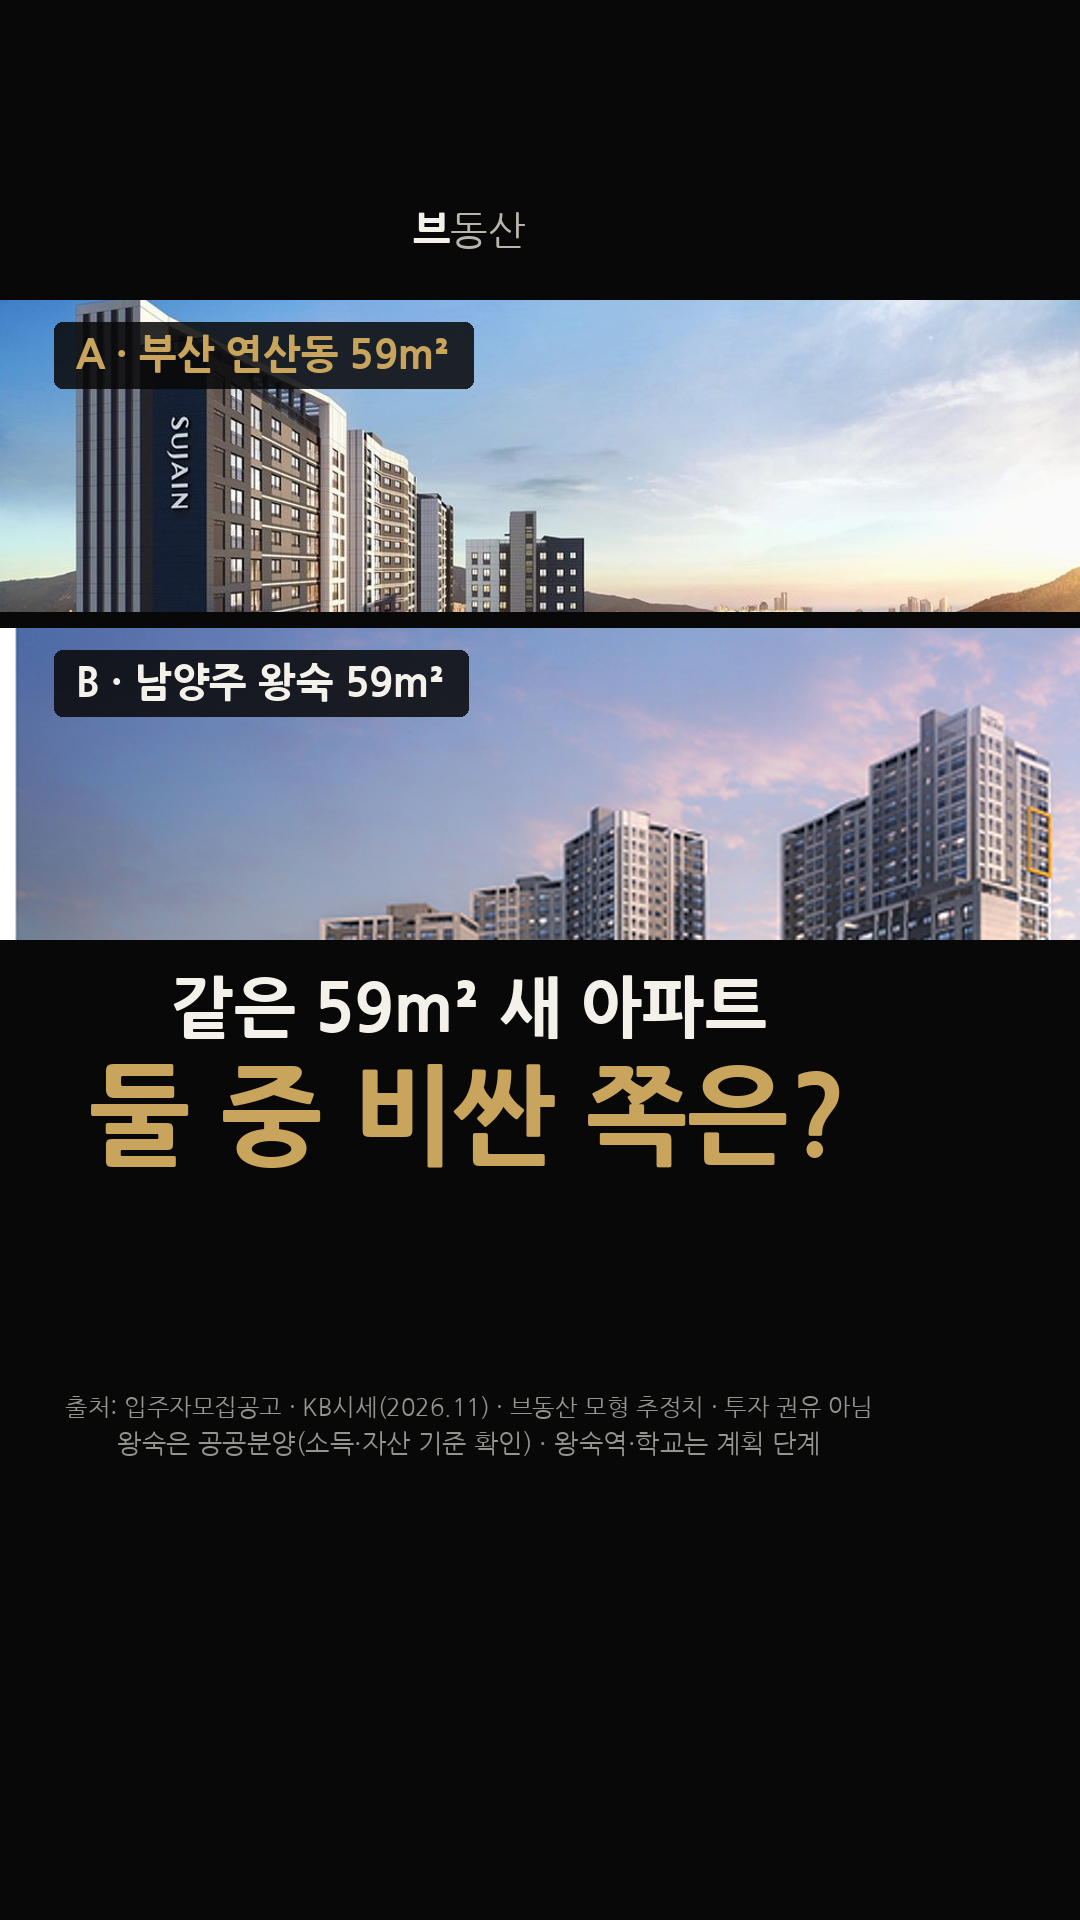 브동산
A · 부산 연산동 59m²
SUJAIN
B · 남양주 왕숙 59m²
같은 59m² 새 아파트
둘 중 비싼 쪽은?
출처: 입주자모집공고 · KB시세(2026.11) · 브동산 모형 추정치 · 투자 권유 아님
왕숙은 공공분양(소득·자산 기준 확인) · 왕숙역·학교는 계획 단계